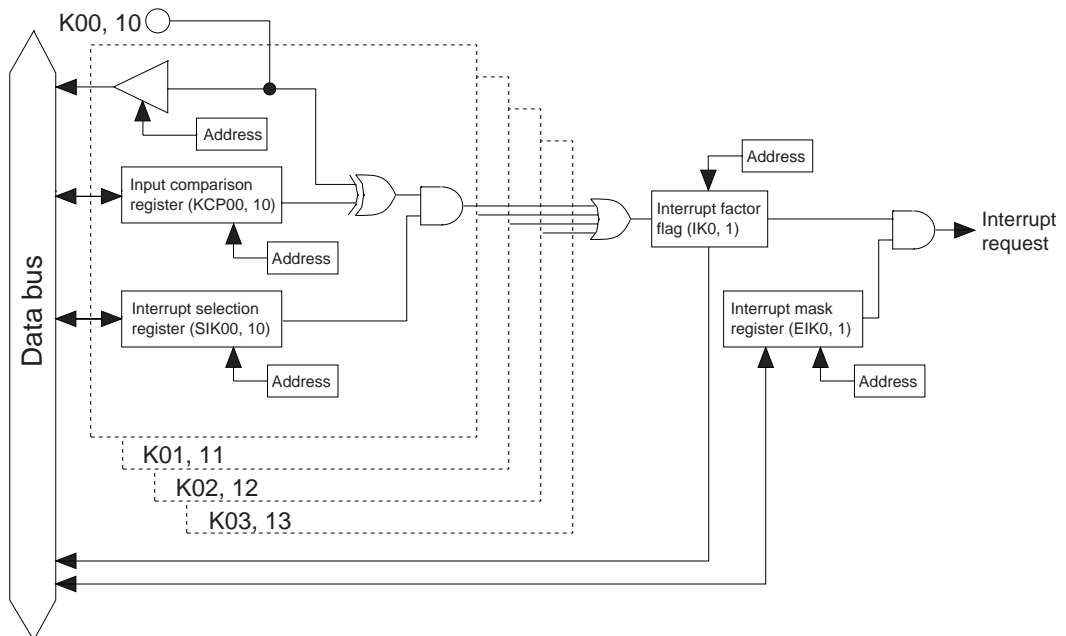 K00, 10
Address
Input comparison
register (KCP00, 10)
Address
Interrupt selection
register (SIK00, 10)
Address
Data bus
K01, 11
K02, 12
K03, 13
Address
Interrupt factor
flag (IK0, 1)
Interrupt
request
Interrupt mask
register (EIK0, 1)
Address